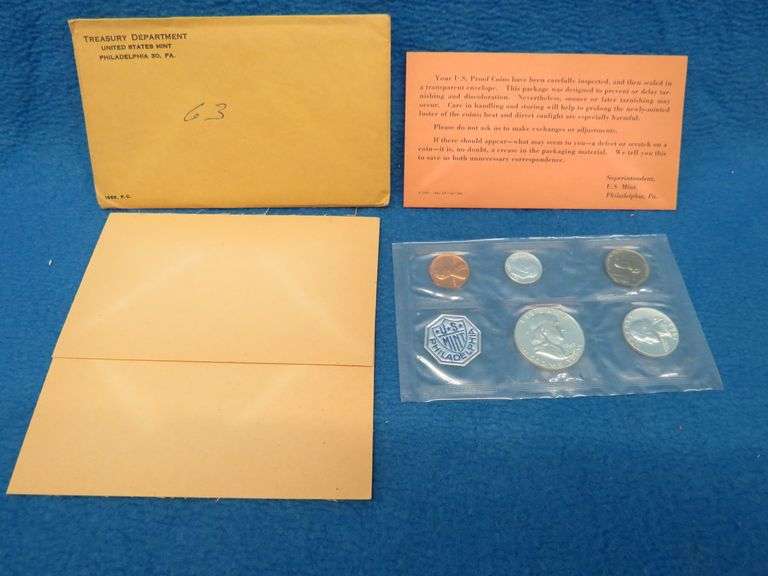 TREASURY DEPARTMENT
UNITED STATES MINT
PHILADELPHIA 30, PA.
63
Your U.S. Proof Coins have been carefully inspected, and then sealed in
a transparent envelope. This package was designed to prevent or delay tar-
nishing and discoloration. Nevertheless, sooner or later tarnishing may
occur. Care in handling and storing will help to prolong the newly-minted
luster of the coins; heat and direct sunlight are especially harmful.
Please do not ask us to make exchanges or adjustments.
If there should appear—what may seem to you—a defect or scratch on a
coin—it is, no doubt, a crease in the packaging material. We tell you this
to save us both unnecessary correspondence.
Superintendent,
U.S. Mint,
Philadelphia, Pa.
U.S.
MINT
PHILADELPHIA